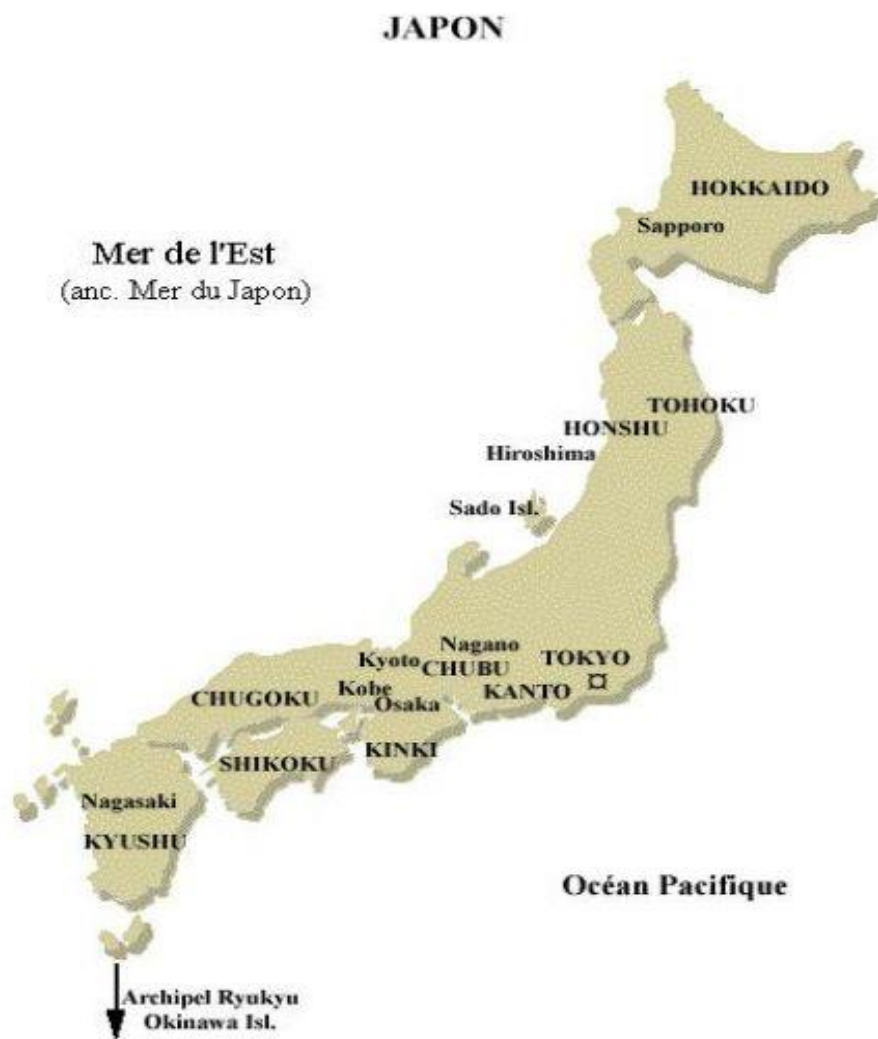 JAPON
HOKKAIDO
Sapporo
Mer de l'Est
(anc. Mer du Japon)
TOHOKU
HONSHU
Hiroshima
Sado Isl.
Nagano
TOKYO
Kyoto
CHUBU
Kobe
KANTO
CHUGOKU
Osaka
KINKI
SHIKOKU
Nagasaki
KYUSHU
Océan Pacifique
Archipel Ryukyu
Okinawa Isl.